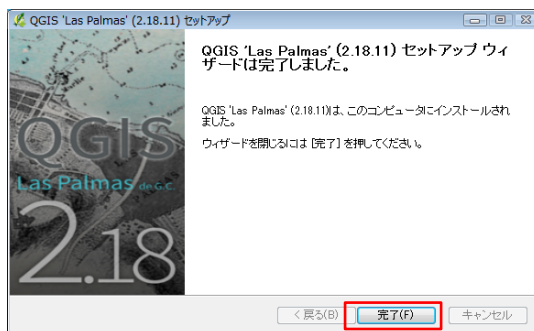 QGIS 'Las Palmas' (2.18.11) セットアップ
QGIS 'Las Palmas' (2.18.11) セットアップ ウィ
ザードは完了しました。
QGIS 'Las Palmas' (2.18.11)は、このコンピュータにインストールされ
ました。
ウィザードを閉じるには [完了] を押してください。
QGIS
Las Palmas de G.C.
2.18
< 戻る(B)
完了(F)
キャンセル